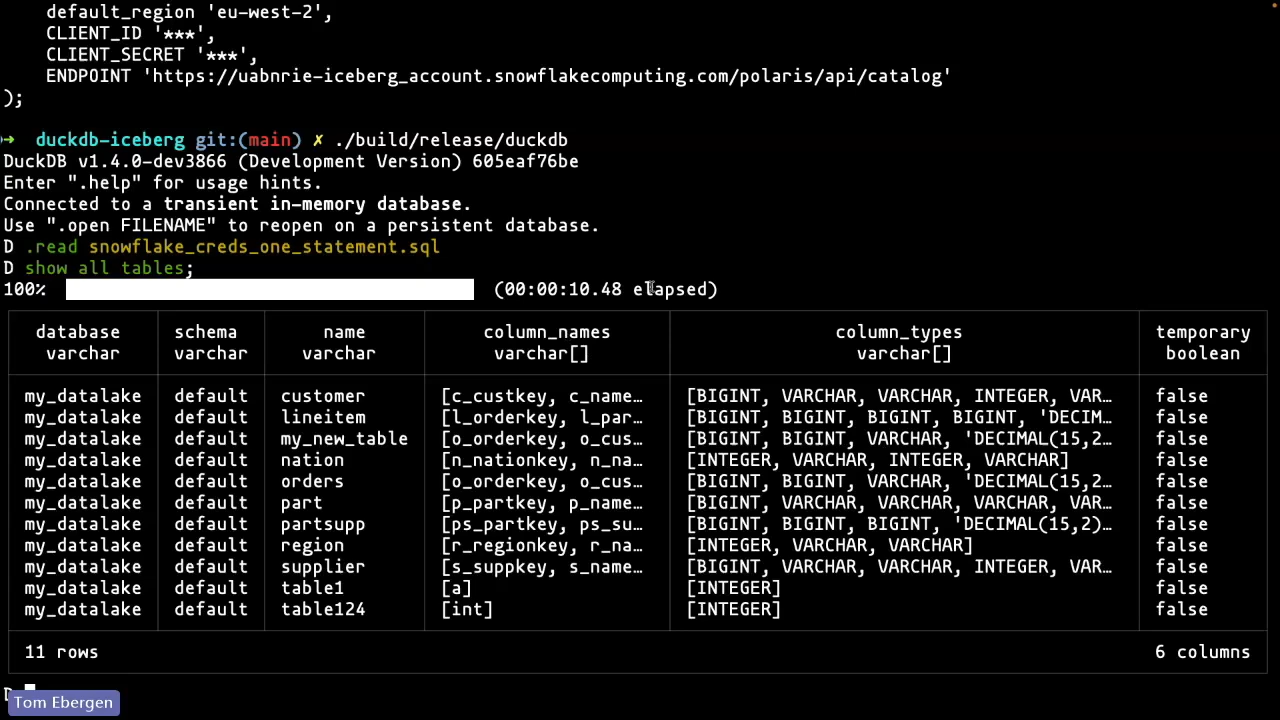 default_region 'eu-west-2',
CLIENT_ID '***',
CLIENT_SECRET '***',
ENDPOINT 'https://uabnrie-iceberg_account.snowflakecomputing.com/polaris/api/catalog'
);
→ duckdb-iceberg git:(main) ✗ ./build/release/duckdb
DuckDB v1.4.0-dev3866 (Development Version) 605eaf76be
Enter ".help" for usage hints.
Connected to a transient in-memory database.
Use ".open FILENAME" to reopen on a persistent database.
D .read snowflake_creds_one_statement.sql
D show all tables;
100% (00:00:10.48 elapsed)
database schema name column_names column_types temporary
varchar varchar varchar varchar[] varchar[] boolean
my_datalake default customer [c_custkey, c_name… [BIGINT, VARCHAR, VARCHAR, INTEGER, VAR… false
my_datalake default lineitem [l_orderkey, l_par… [BIGINT, BIGINT, BIGINT, BIGINT, 'DECIM… false
my_datalake default my_new_table [o_orderkey, o_cus… [BIGINT, BIGINT, VARCHAR, 'DECIMAL(15,2… false
my_datalake default nation [n_nationkey, n_na… [INTEGER, VARCHAR, INTEGER, VARCHAR] false
my_datalake default orders [o_orderkey, o_cus… [BIGINT, BIGINT, VARCHAR, 'DECIMAL(15,2… false
my_datalake default part [p_partkey, p_name… [BIGINT, VARCHAR, VARCHAR, VARCHAR, VAR… false
my_datalake default partsupp [ps_partkey, ps_su… [BIGINT, BIGINT, BIGINT, 'DECIMAL(15,2)… false
my_datalake default region [r_regionkey, r_na… [INTEGER, VARCHAR, VARCHAR] false
my_datalake default supplier [s_suppkey, s_name… [BIGINT, VARCHAR, VARCHAR, INTEGER, VAR… false
my_datalake default table1 [a] [INTEGER] false
my_datalake default table124 [int] [INTEGER] false
11 rows 6 columns
D
Tom Ebergen